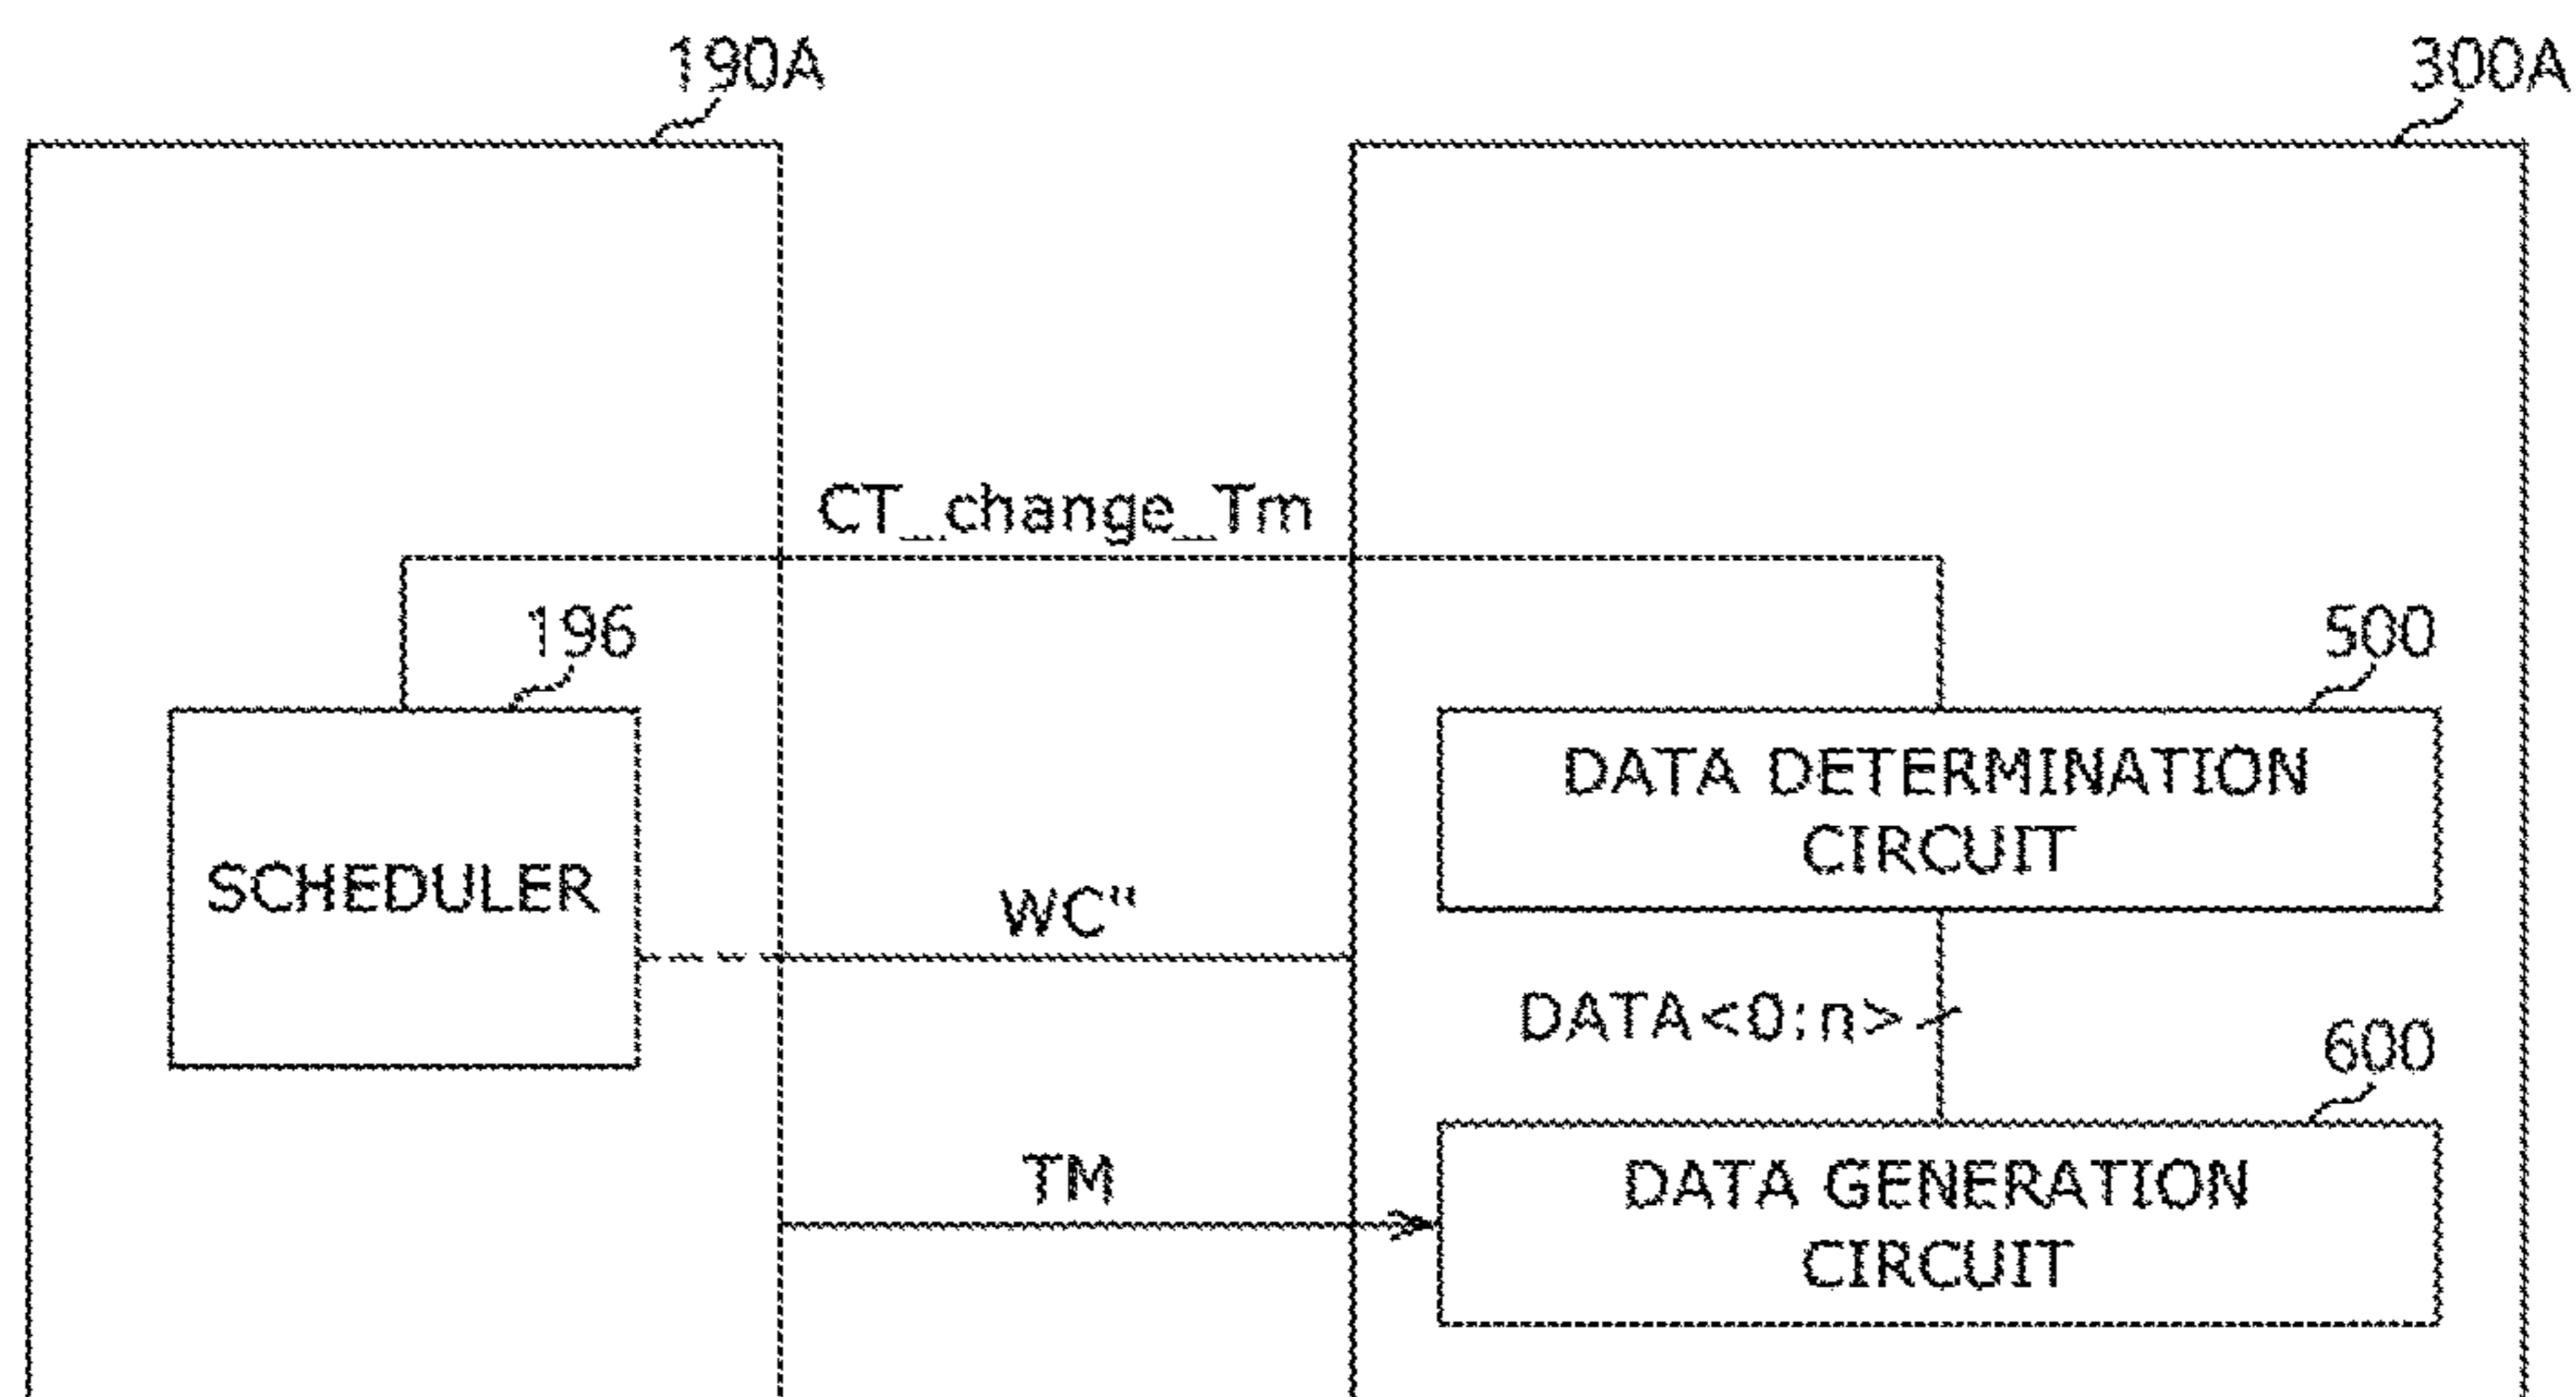 190A
300A
CT_change_Tm
196
500
DATA DETERMINATION
CIRCUIT
SCHEDULER
WC"
DATA<0:n>
600
TM
DATA GENERATION
CIRCUIT